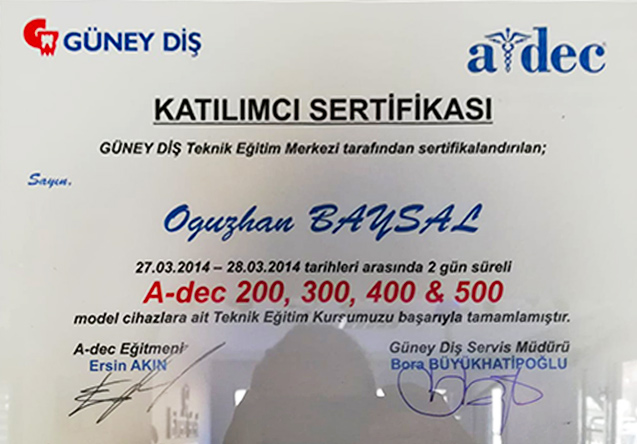 GÜNEY DİŞ
a-dec
KATILIMCI SERTİFİKASI
GÜNEY DİŞ Teknik Eğitim Merkezi tarafından sertifikalandırılan;
Sayın.
Oguzhan BAYSAL
27.03.2014 – 28.03.2014 tarihleri arasında 2 gün süreli
A-dec 200, 300, 400 & 500
model cihazlara ait Teknik Eğitim Kursumuzu başarıyla tamamlamıştır.
A-dec Eğitmeni
Güney Diş Servis Müdürü
Ersin AKIN
Bora BÜYÜKHATİPOĞLU